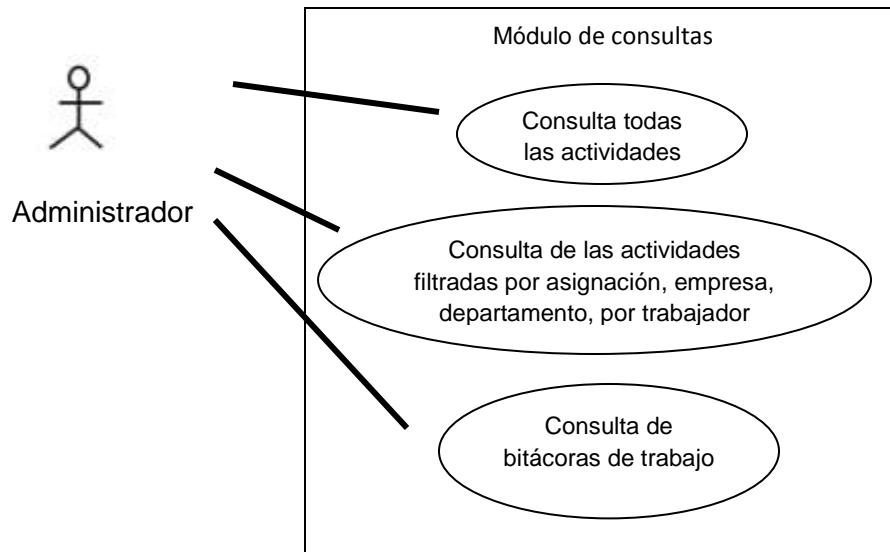 Módulo de consultas
Consulta todas
las actividades
Administrador
Consulta de las actividades
filtradas por asignación, empresa,
departamento, por trabajador
Consulta de
bitácoras de trabajo